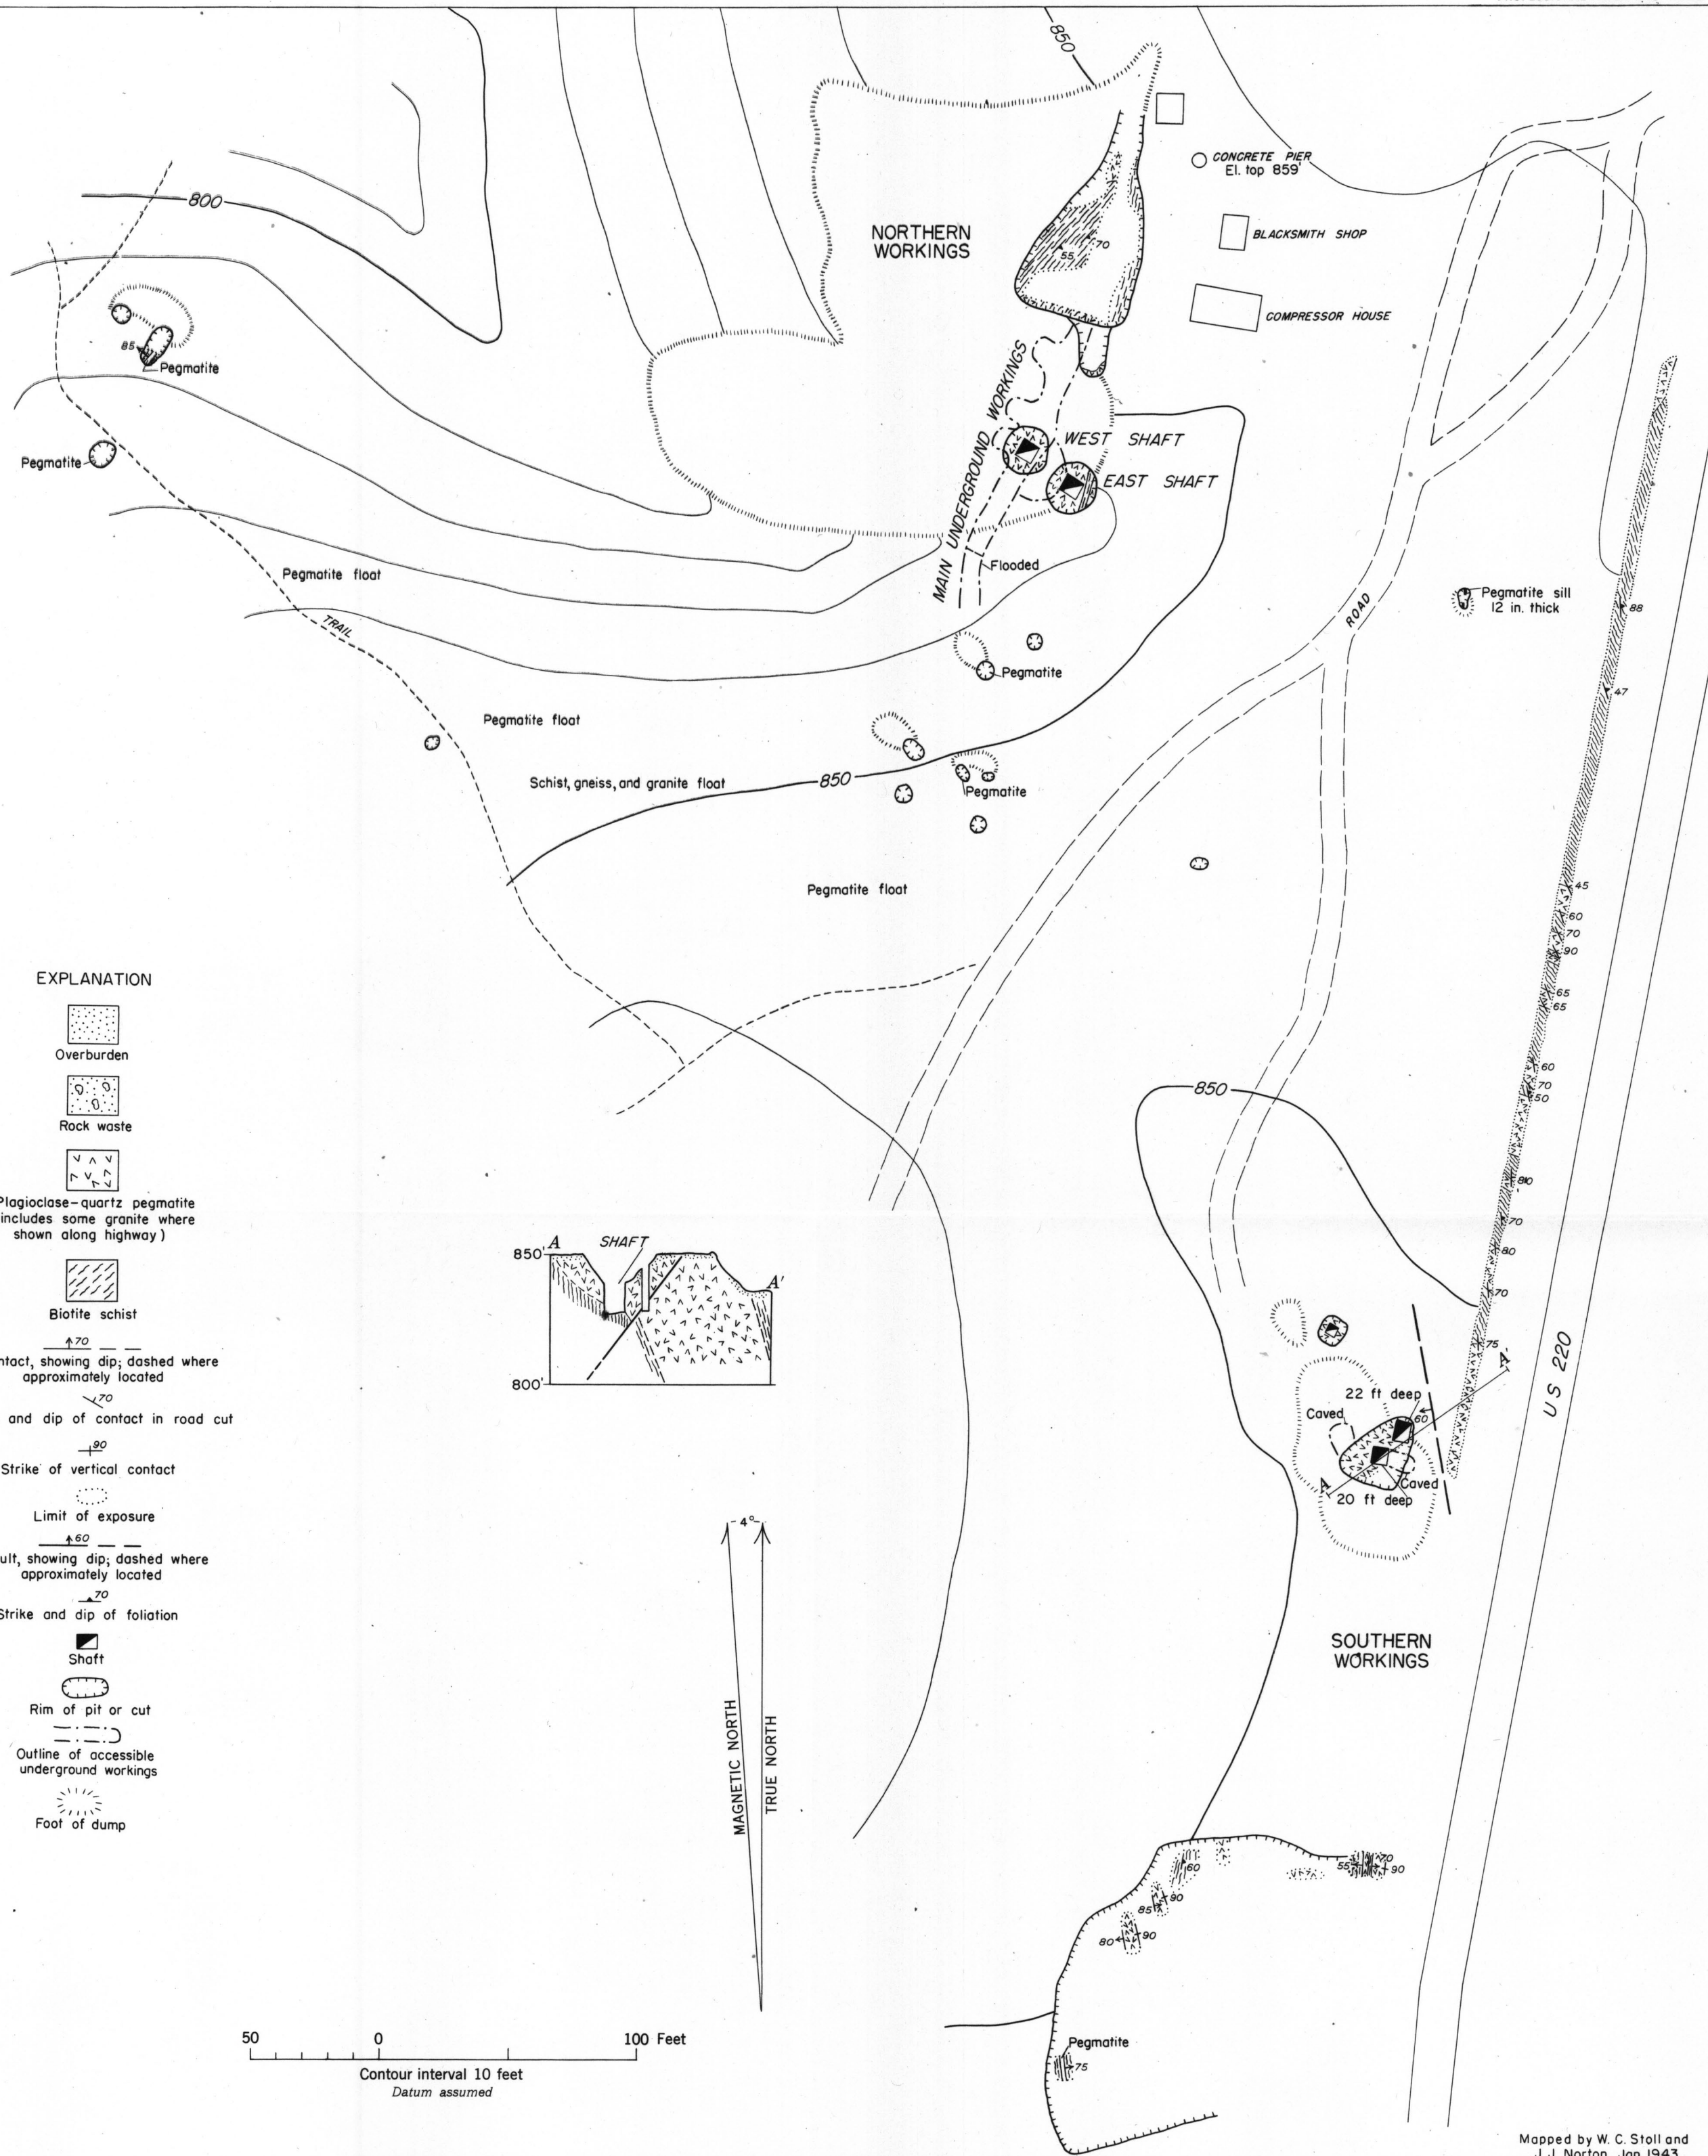 850
CONCRETE PIER
El. top 859'
800
NORTHERN
WORKINGS
BLACKSMITH SHOP
70
55
COMPRESSOR HOUSE
85
Pegmatite
MAIN UNDERGROUND WORKINGS
WEST SHAFT
Pegmatite
EAST SHAFT
Flooded
Pegmatite float
Pegmatite sill
12 in. thick
88
ROAD
TRAIL
Pegmatite
47
Pegmatite float
Schist, gneiss, and granite float
850
Pegmatite
Pegmatite float
45
60
70
90
65
65
60
70
50
850
80
70
80
70
75
EXPLANATION
Overburden
Rock waste
Plagioclase-quartz pegmatite
includes some granite where
shown along highway)
Biotite schist
70
ntact, showing dip; dashed where
approximately located
70
and dip of contact in road cut
90
Strike of vertical contact
Limit of exposure
60
ult, showing dip; dashed where
approximately located
70
Strike and dip of foliation
Shaft
Rim of pit or cut
Outline of accessible
underground workings
Foot of dump
850'
A
SHAFT
A'
800'
A'
US 220
22 ft deep
Caved
60
Caved
A
20 ft deep
4°
MAGNETIC NORTH
TRUE NORTH
SOUTHERN
WORKINGS
60
55
70
90
90
85
80
90
Pegmatite
75
50 0 100 Feet
Contour interval 10 feet
Datum assumed
Mapped by W. C. Stoll and
J. J. Norton, Jan. 1943